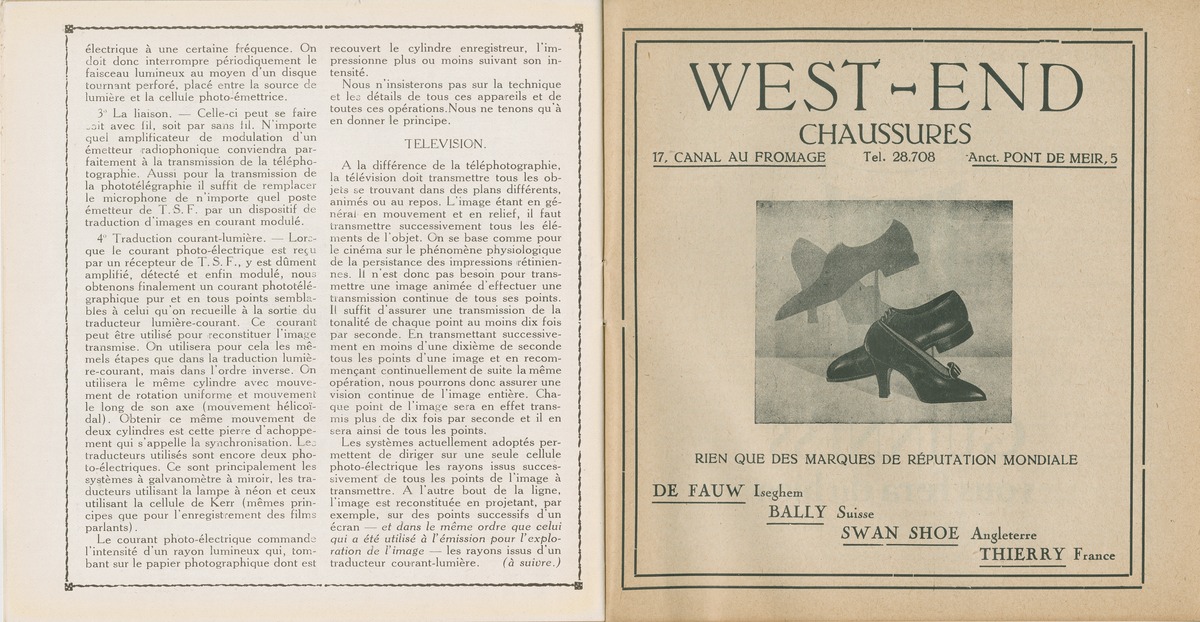 électrique à une certaine fréquence. On
doit donc interrompre périodiquement le
faisceau lumineux au moyen d'un disque
tournant perforé, placé entre la source de
lumière et la cellule photo-émettrice.
3° La liaison. — Celle-ci peut se faire
soit avec fil, soit par sans fil. N'importe
quel amplificateur de modulation d'un
émetteur radiophonique conviendra par-
faitement à la transmission de la télépho-
tographie. Aussi pour la transmission de
la phototélégraphie il suffit de remplacer
le microphone de n'importe quel poste
émetteur de T. S. F. par un dispositif de
traduction d'images en courant modulé.
4° Traduction courant-lumière. — Lors-
que le courant photo-électrique est reçu
par un récepteur de T. S. F., y est dûment
amplifié, détecté et enfin modulé, nous
obtenons finalement un courant phototélé-
graphique pur et en tous points sembla-
bles à celui qu'on recueille à la sortie du
traducteur lumière-courant. Ce courant
peut être utilisé pour reconstituer l'image
transmise. On utilisera pour cela les mê-
mels étapes que dans la traduction lumiè-
re-courant, mais dans l'ordre inverse. On
utilisera le même cylindre avec mouve-
ment de rotation uniforme et mouvement
le long de son axe (mouvement hélicoï-
dal). Obtenir ce même mouvement de
deux cylindres est cette pierre d'achoppe-
ment qui s'appelle la synchronisation. Les
traducteurs utilisés sont encore deux pho-
to-électriques. Ce sont principalement les
systèmes à galvanomètre à miroir, les tra-
ducteurs utilisant la lampe à néon et ceux
utilisant la cellule de Kerr (mêmes prin-
cipes que pour l'enregistrement des films
parlants).
Le courant photo-électrique commande
l'intensité d'un rayon lumineux qui, tom-
bant sur le papier photographique dont est
recouvert le cylindre enregistreur, l'im-
pressionne plus ou moins suivant son in-
tensité.
Nous n'insisterons pas sur la technique
et les détails de tous ces appareils et de
toutes ces opérations.Nous ne tenons qu'à
en donner le principe.
TELEVISION.
A la différence de la téléphotographie,
la télévision doit transmettre tous les ob-
jets se trouvant dans des plans différents,
animés ou au repos. L'image étant en gé-
néral en mouvement et en relief, il faut
transmettre successivement tous les élé-
ments de l'objet. On se base comme pour
le cinéma sur le phénomène physiologique
de la persistance des impressions rétinien-
nes. Il n'est donc pas besoin pour trans-
mettre une image animée d'effectuer une
transmission continue de tous ses points.
Il suffit d'assurer une transmission de la
tonalité de chaque point au moins dix fois
par seconde. En transmettant successive-
ment en moins d'une dixième de seconde
tous les points d'une image et en recom-
mençant continuellement de suite la même
opération, nous pourrons donc assurer une
vision continue de l'image entière. Cha-
que point de l'image sera en effet trans-
mis plus de dix fois par seconde et il en
sera ainsi de tous les points.
Les systèmes actuellement adoptés per-
mettent de diriger sur une seule cellule
photo-électrique les rayons issus succes-
sivement de tous les points de l'image à
transmettre. A l'autre bout de la ligne,
l'image est reconstituée en projetant, par
exemple, sur des points successifs d'un
écran — et dans le même ordre que celui
qui a été utilisé à l'émission pour l'explo-
ration de l'image — les rayons issus d'un
traducteur courant-lumière. (à suivre.)
WEST-END
CHAUSSURES
17, CANAL AU FROMAGE Tel. 28.708 Anct. PONT DE MEIR, 5
RIEN QUE DES MARQUES DE RÉPUTATION MONDIALE
DE FAUW Iseghem
BALLY Suisse
SWAN SHOE Angleterre
THIERRY France